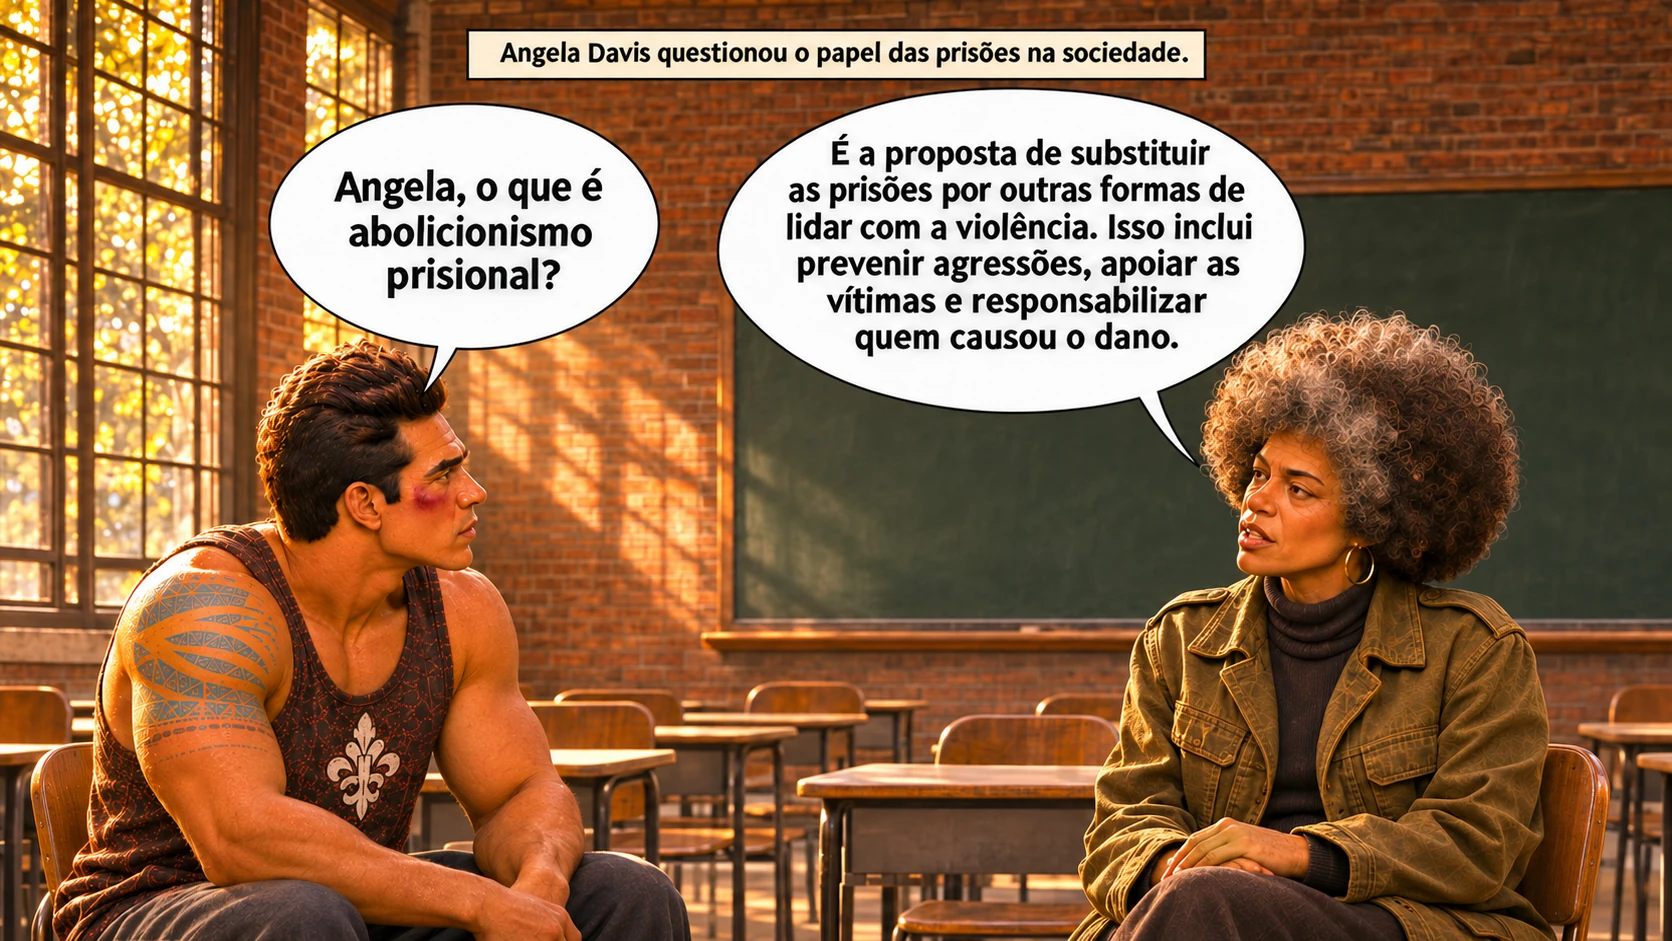 Angela Davis questionou o papel das prisões na sociedade.
Angela, o que é
abolicionismo
prisional?
É a proposta de substituir
as prisões por outras formas de
lidar com a violência. Isso inclui
prevenir agressões, apoiar as
vítimas e responsabilizar
quem causou o dano.